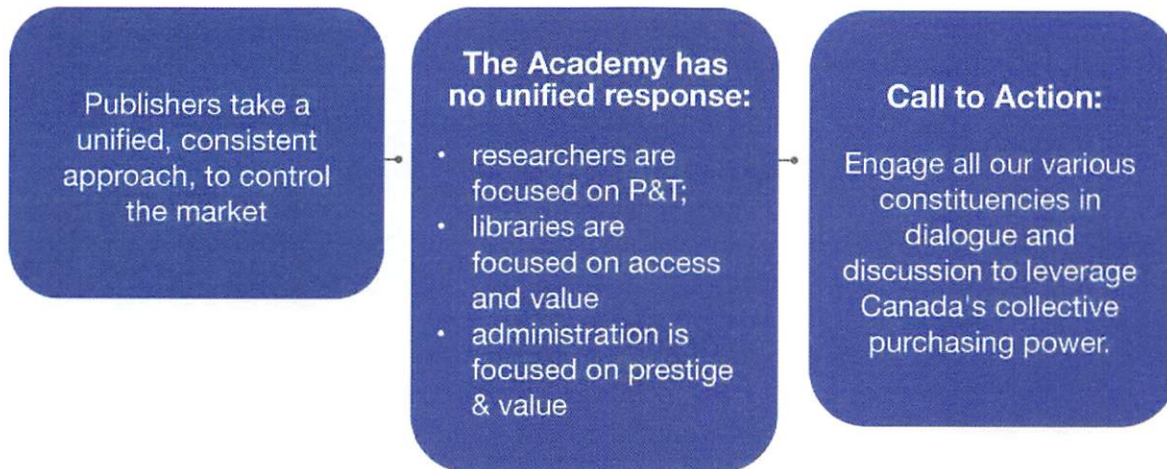 Publishers take a
unified, consistent
approach, to control
the market
The Academy has
no unified response:
• researchers are
focused on P&T;
• libraries are
focused on access
and value
• administration is
focused on prestige
& value
Call to Action:
Engage all our various
constituencies in
dialogue and
discussion to leverage
Canada's collective
purchasing power.